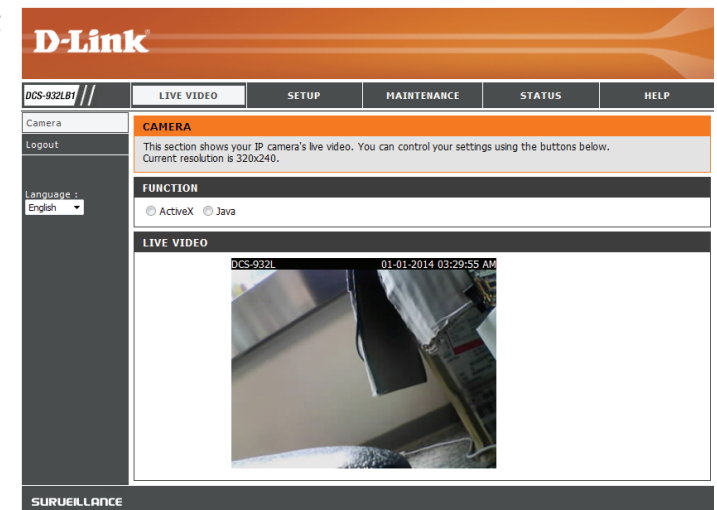 D-Link
DCS-932LB1 // LIVE VIDEO SETUP MAINTENANCE STATUS HELP
Camera
Logout
Language :
English
CAMERA
This section shows your IP camera's live video. You can control your settings using the buttons below.
Current resolution is 320x240.
FUNCTION
ActiveX Java
LIVE VIDEO
DCS-932L 01-01-2014 03:29:55 AM
SURVEILLANCE